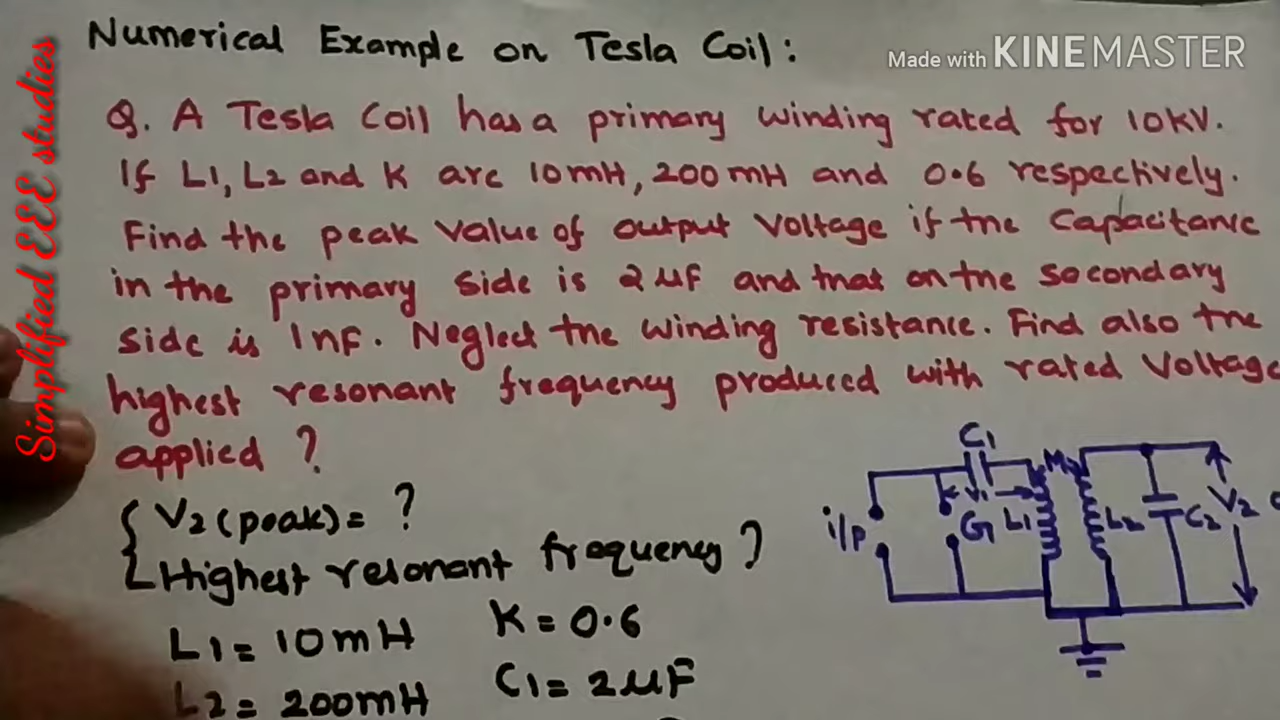 Numerical Example on Tesla Coil:
Made with KINEMASTER
Simplified EEE studies
Q. A Tesla Coil has a primary winding rated for 10kV.
If L1, L2 and K are 10mH, 200mH and 0.6 respectively.
Find the peak value of output voltage if the Capacitance
in the primary side is 2µF and that on the secondary
side is 1nF. Neglect the winding resistance. Find also the
highest resonant frequency produced with rated Voltage
applied ?
V2(peak)= ?
Highest resonant frequency ?
L1= 10mH K= 0.6
L2= 200mH C1= 2µF
C1
M
V1
i/p G L1 L2 C2 V2